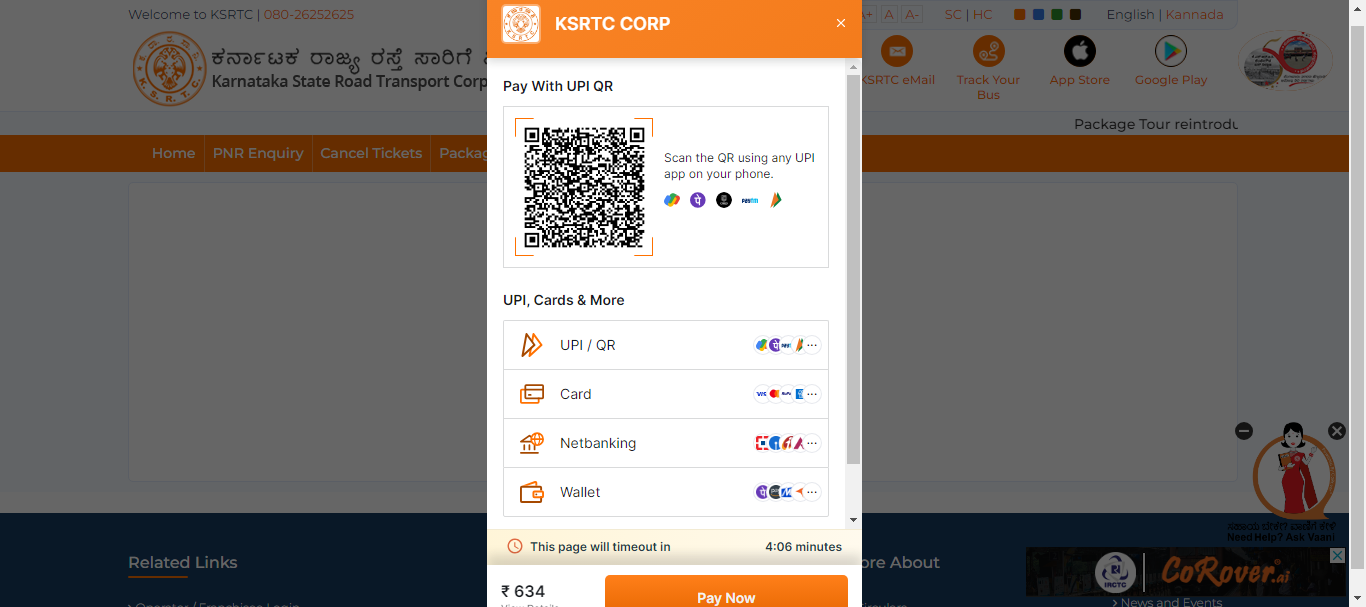 Welcome to KSRTC | 080-26252625
A+ A A-
SC | HC
English | Kannada
ಕರ್ನಾಟಕ ರಾಜ್ಯ ರಸ್ತೆ ಸಾರಿಗೆ
Karnataka State Road Transport Corp
KSRTC eMail
Track Your
Bus
App Store
Google Play
Package Tour reintrodu
Home
PNR Enquiry
Cancel Tickets
Packag
KSRTC CORP
×
Pay With UPI QR
Scan the QR using any UPI
app on your phone.
UPI, Cards & More
UPI / QR
Card
Netbanking
Wallet
This page will timeout in
4:06 minutes
₹ 634
View Details
Pay Now
Related Links
ore About
Need Help? Ask Vaani
IRCTC
CoRover.ai
News and Events